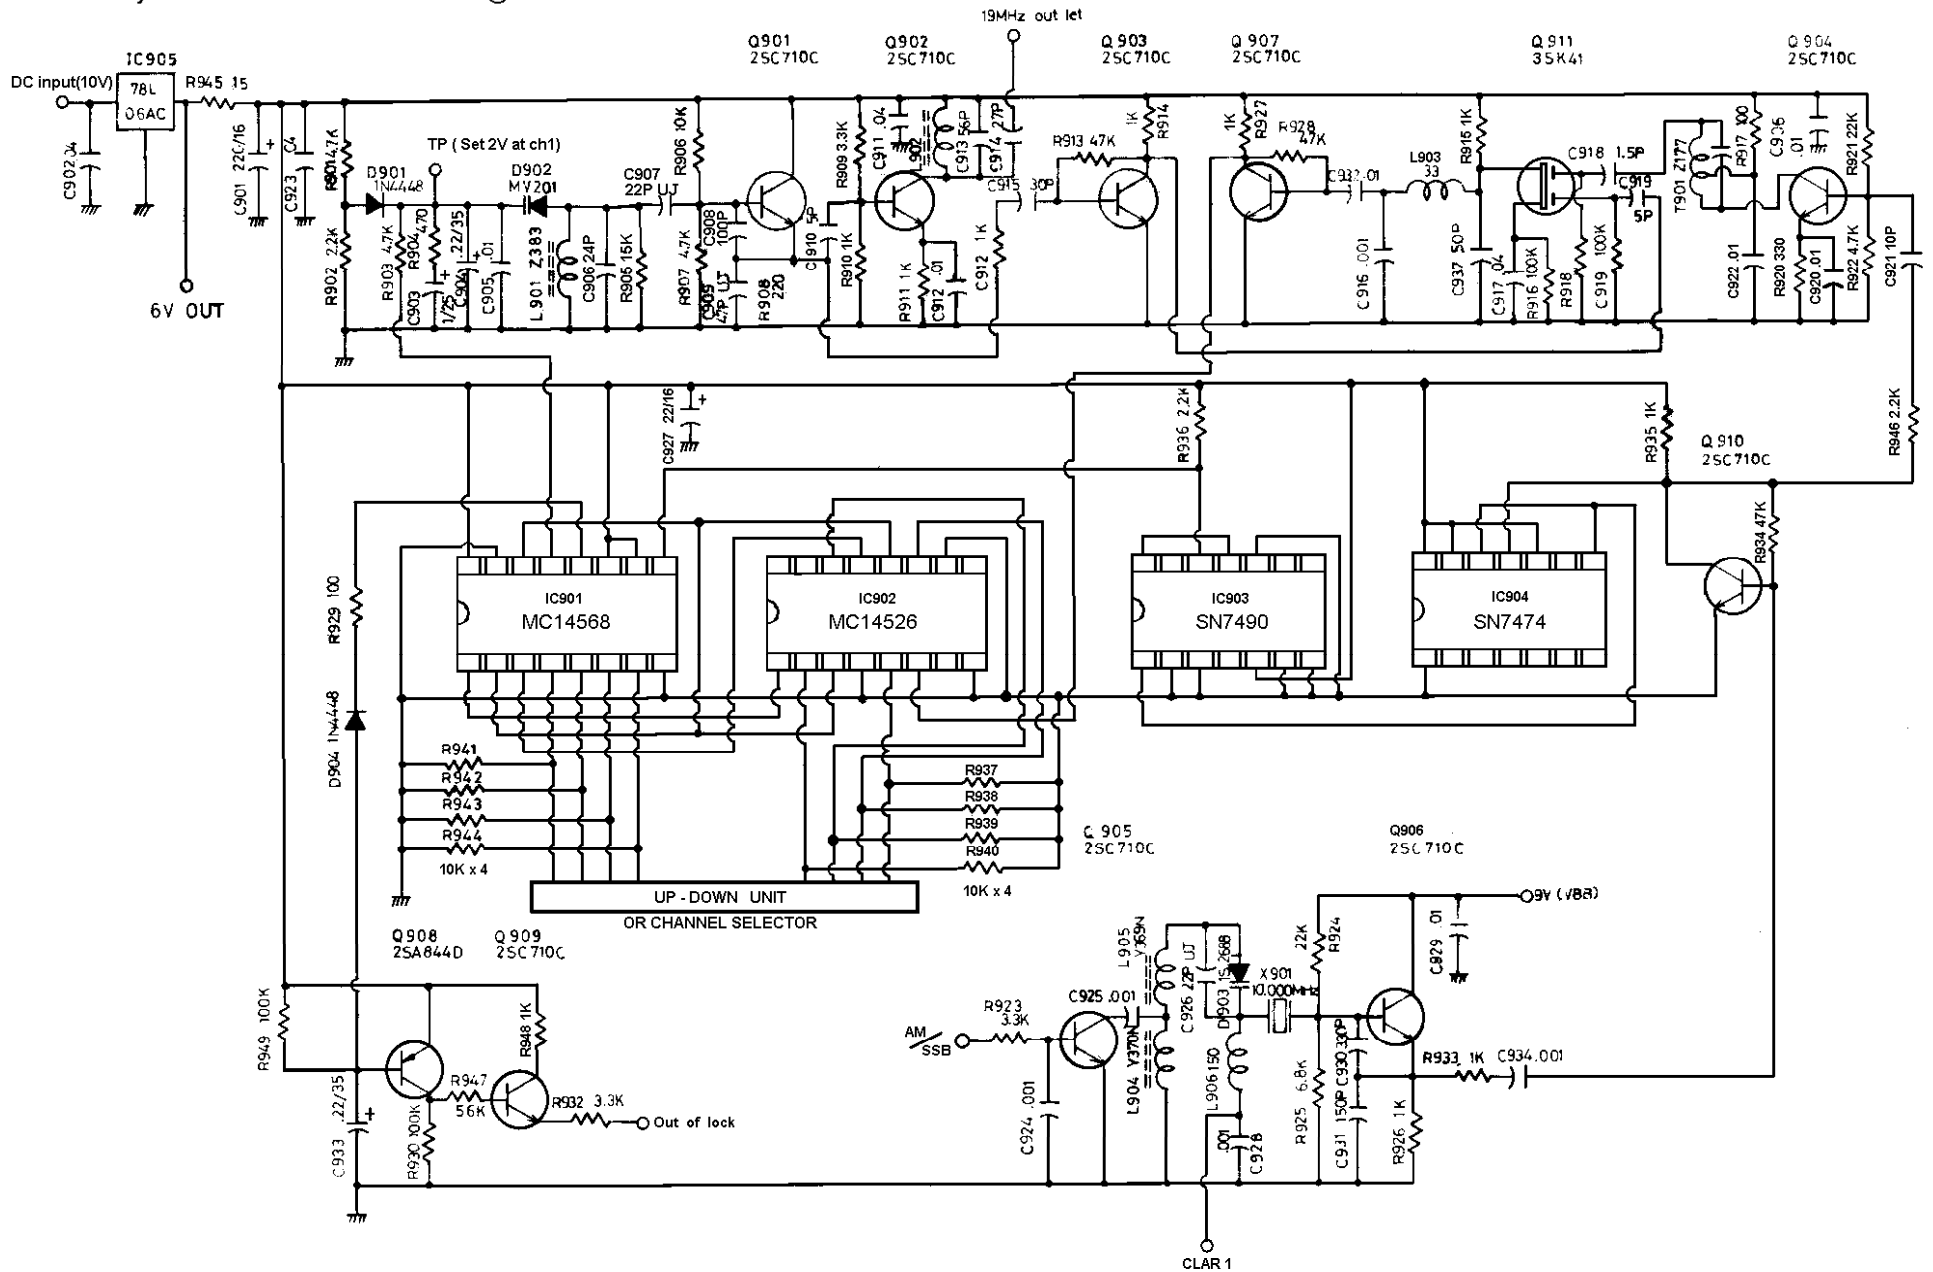 19MHz out let
IC905
DC input(10V)
78L
06AC
R945 15
C901 220/16
C923
6V OUT
TP ( Set 2V at ch1)
D901
1N4448
D902
MV201
C907
22P UJ
Q901
2SC710C
Q902
2SC710C
Q903
2SC710C
Q907
2SC710C
Q911
3SK41
Q904
2SC710C
R902 2.2K
R903 4.7K
R904 470
C903 1/25
C904 .22/35
C905 .01
L901 Z383
C906 24P
R905 15K
R906 10K
R907 4.7K
C908
100P
C909
47P UJ
R908
220
C910 5P
R909 3.3K
R910 1K
C911 .04
L902
C913 56P
C914 27P
R911 1K
C912 .01
C912 1K
C915 30P
R913 47K
1K
R914
1K
R927
R928
47K
C932 .01
C916 .001
L903
33
R915 1K
C937 50P
C917 .04
R916 100K
R918
C919 100K
C918 1.5P
C919
5P
T901 Z177
R917 100
C936
.01
C922 .01
R920 330
C920 .01
R921 22K
R922 4.7K
C921 10P
R946 2.2K
C927 22/16
R936 2.2K
R935 1K
Q910
2SC710C
R934 47K
IC901
MC14568
IC902
MC14526
IC903
SN7490
IC904
SN7474
R929 100
D904 1N4448
R941
R942
R943
R944
10K x 4
R937
R938
R939
R940
10K x 4
UP - DOWN UNIT
OR CHANNEL SELECTOR
Q908
2SA844D
Q909
2SC710C
R949 100K
C933 .22/35
R930 100K
R947
56K
R948 1K
R932 3.3K
Out of lock
Q905
2SC710C
Q906
2SC710C
9V (VBB)
AM
SSB
R923
3.3K
C924 .001
C925 .001
L905
Y369N
L904 Y370N
C926 22P UJ
D903 1S2688
X901
10.000MHz
L906 150
.001
C928
22K
R924
R925 6.8K
C930 330P
C931 150P
R926 1K
C929 .01
R933 1K
C934 .001
CLAR 1